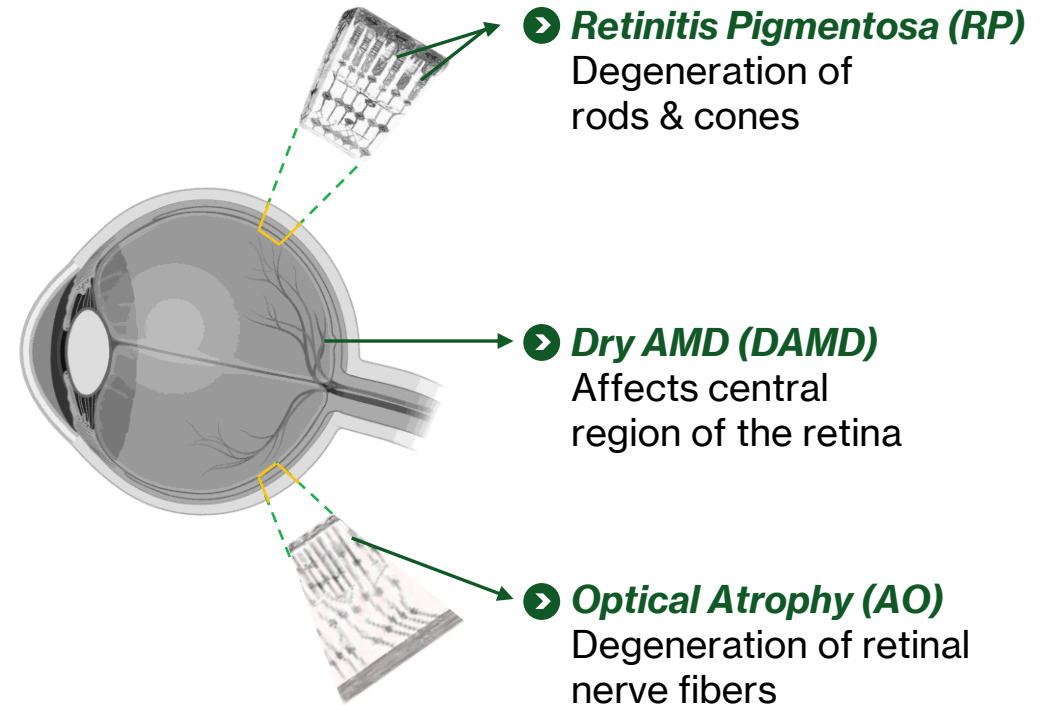 Retinitis Pigmentosa (RP)
Degeneration of
rods & cones
Dry AMD (DAMD)
Affects central
region of the retina
Optical Atrophy (AO)
Degeneration of retinal
nerve fibers